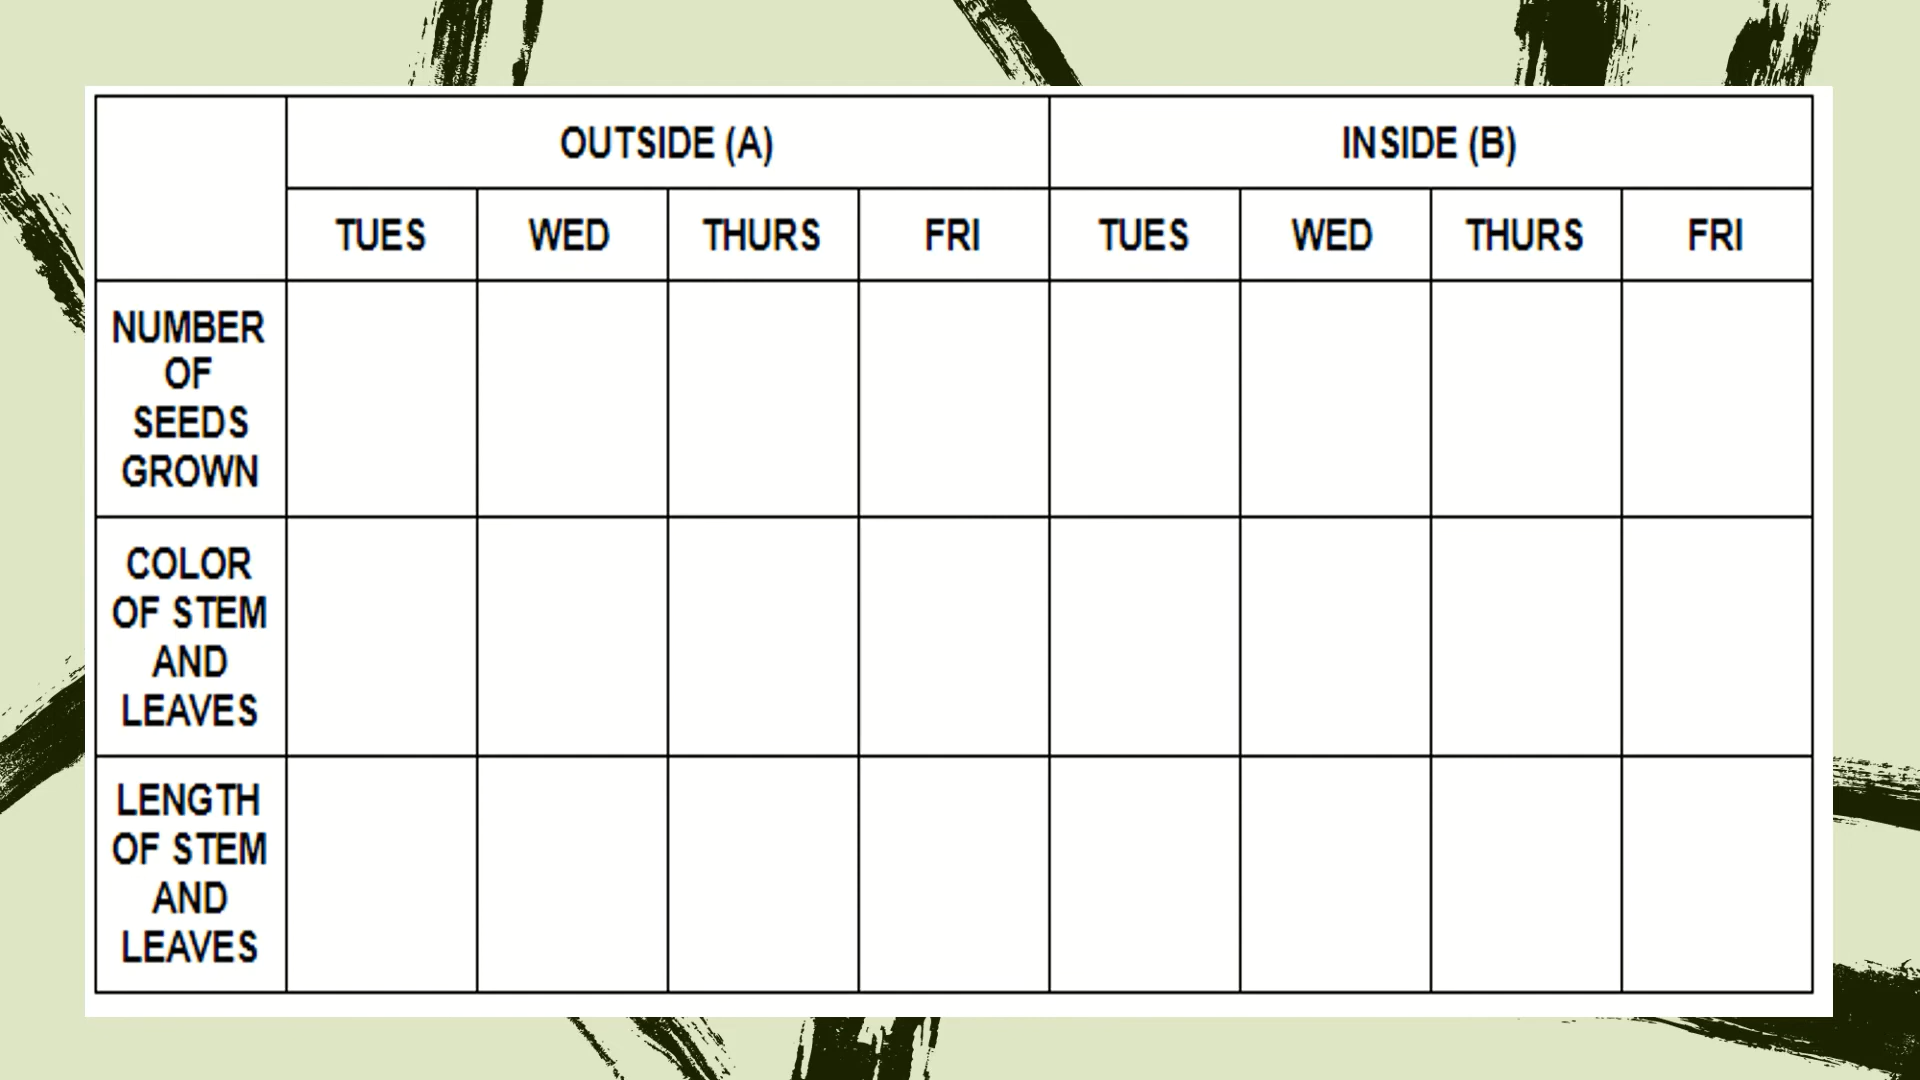 OUTSIDE (A)
INSIDE (B)
TUES
WED
THURS
FRI
TUES
WED
THURS
FRI
NUMBER
OF
SEEDS
GROWN
COLOR
OF STEM
AND
LEAVES
LENGTH
OF STEM
AND
LEAVES